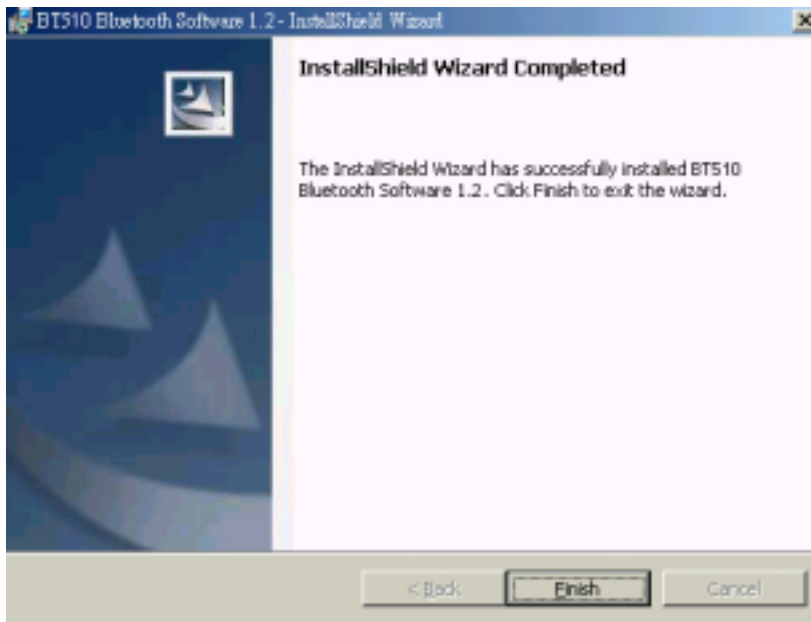 BT510 Bluetooth Software 1.2 - InstallShield Wizard
InstallShield Wizard Completed
The InstallShield Wizard has successfully installed BT510
Bluetooth Software 1.2. Click Finish to exit the wizard.
< Back
Finish
Cancel